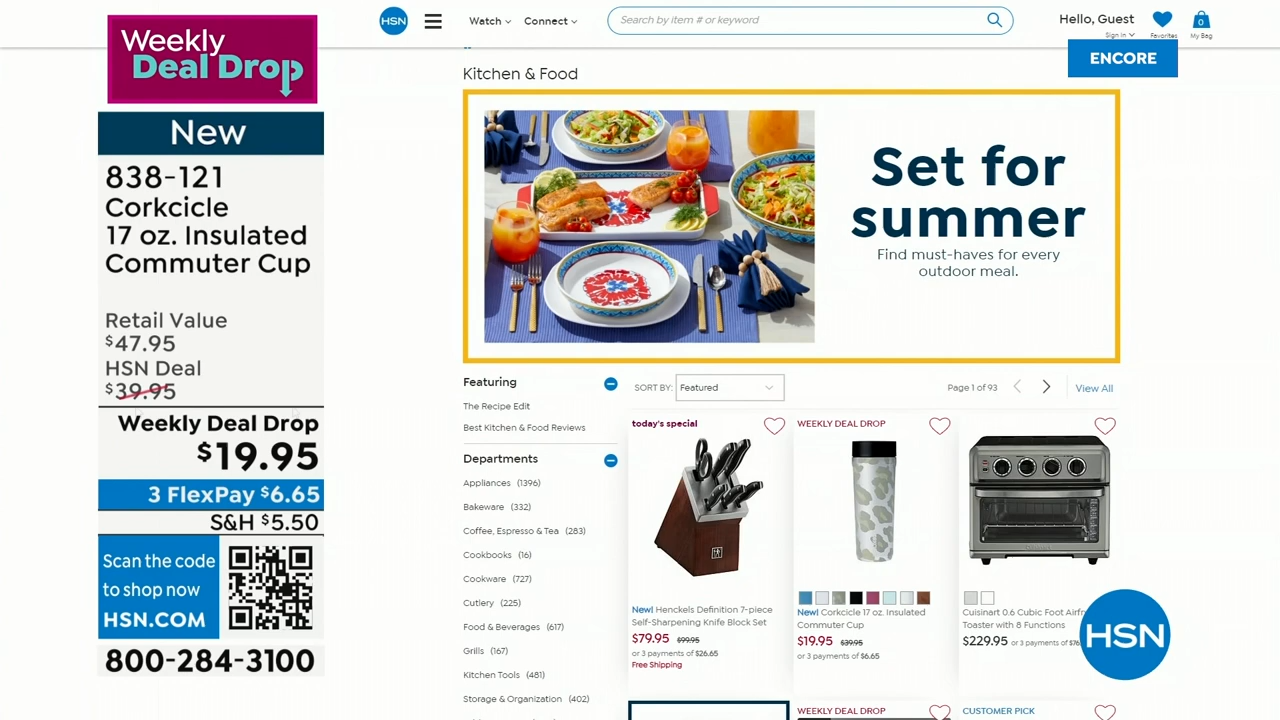 Weekly
Deal Drop
New
838-121
Corkcicle
17 oz. Insulated
Commuter Cup
Retail Value
$47.95
HSN Deal
$39.95
Weekly Deal Drop
$19.95
3 FlexPay $6.65
S&H $5.50
Scan the code
to shop now
HSN.COM
800-284-3100
HSN
Watch
Connect
Search by item # or keyword
Hello, Guest
Sign In
Favorites
0
My Bag
ENCORE
Kitchen & Food
Set for
summer
Find must-haves for every
outdoor meal.
Featuring
The Recipe Edit
Best Kitchen & Food Reviews
Departments
Appliances (1396)
Bakeware (332)
Coffee, Espresso & Tea (283)
Cookbooks (16)
Cookware (727)
Cutlery (225)
Food & Beverages (617)
Grills (167)
Kitchen Tools (481)
Storage & Organization (402)
SORT BY: Featured
Page 1 of 93
View All
today's special
New! Henckels Definition 7-piece
Self-Sharpening Knife Block Set
$79.95 $99.95
or 3 payments of $26.65
Free Shipping
WEEKLY DEAL DROP
New! Corkcicle 17 oz. Insulated
Commuter Cup
$19.95 $39.95
or 3 payments of $6.65
Cuisinart 0.6 Cubic Foot
Toaster with 8 Functions
$229.95 or 3 payments of
WEEKLY DEAL DROP
CUSTOMER PICK
HSN